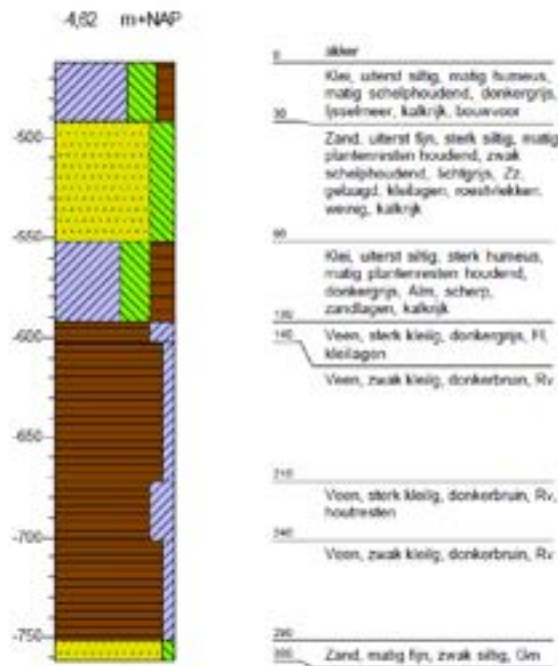 -4,62 m+NAP
0 akker
Klei, uiterst siltig, matig humeus,
matig schelphoudend, donkergrijs,
Ijsselmeer, kalkrijk, bouwvoor
30
Zand, uiterst fijn, sterk siltig, matig
plantenresten houdend, zwak
schelphoudend, lichtgrijs, Zz,
gelaagd, kleilagen, roestvlekken
weinig, kalkrijk
90
Klei, uiterst siltig, sterk humeus,
matig plantenresten houdend,
donkergrijs, Alm, scherp,
zandlagen, kalkrijk
130
140 Veen, sterk kleiig, donkergrijs, Fl,
kleilagen
Veen, zwak kleiig, donkerbruin, Rv
210
Veen, sterk kleiig, donkerbruin, Rv,
houtresten
240
Veen, zwak kleiig, donkerbruin, Rv
290
300 Zand, matig fijn, zwak siltig,
-500
-550
-600
-650
-700
-750